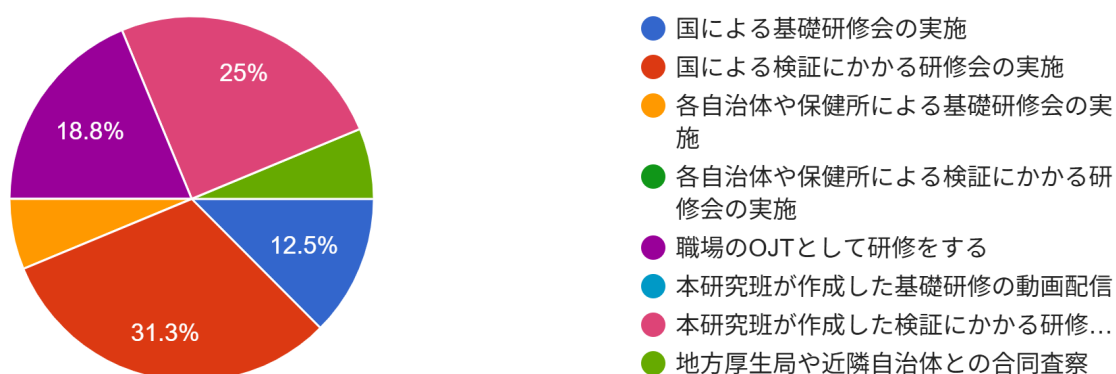 25%
18.8%
12.5%
31.3%
国による基礎研修会の実施
国による検証にかかる研修会の実施
各自治体や保健所による基礎研修会の実
施
各自治体や保健所による検証にかかる研
修会の実施
職場のOJTとして研修をする
本研究班が作成した基礎研修の動画配信
本研究班が作成した検証にかかる研修…
地方厚生局や近隣自治体との合同査察